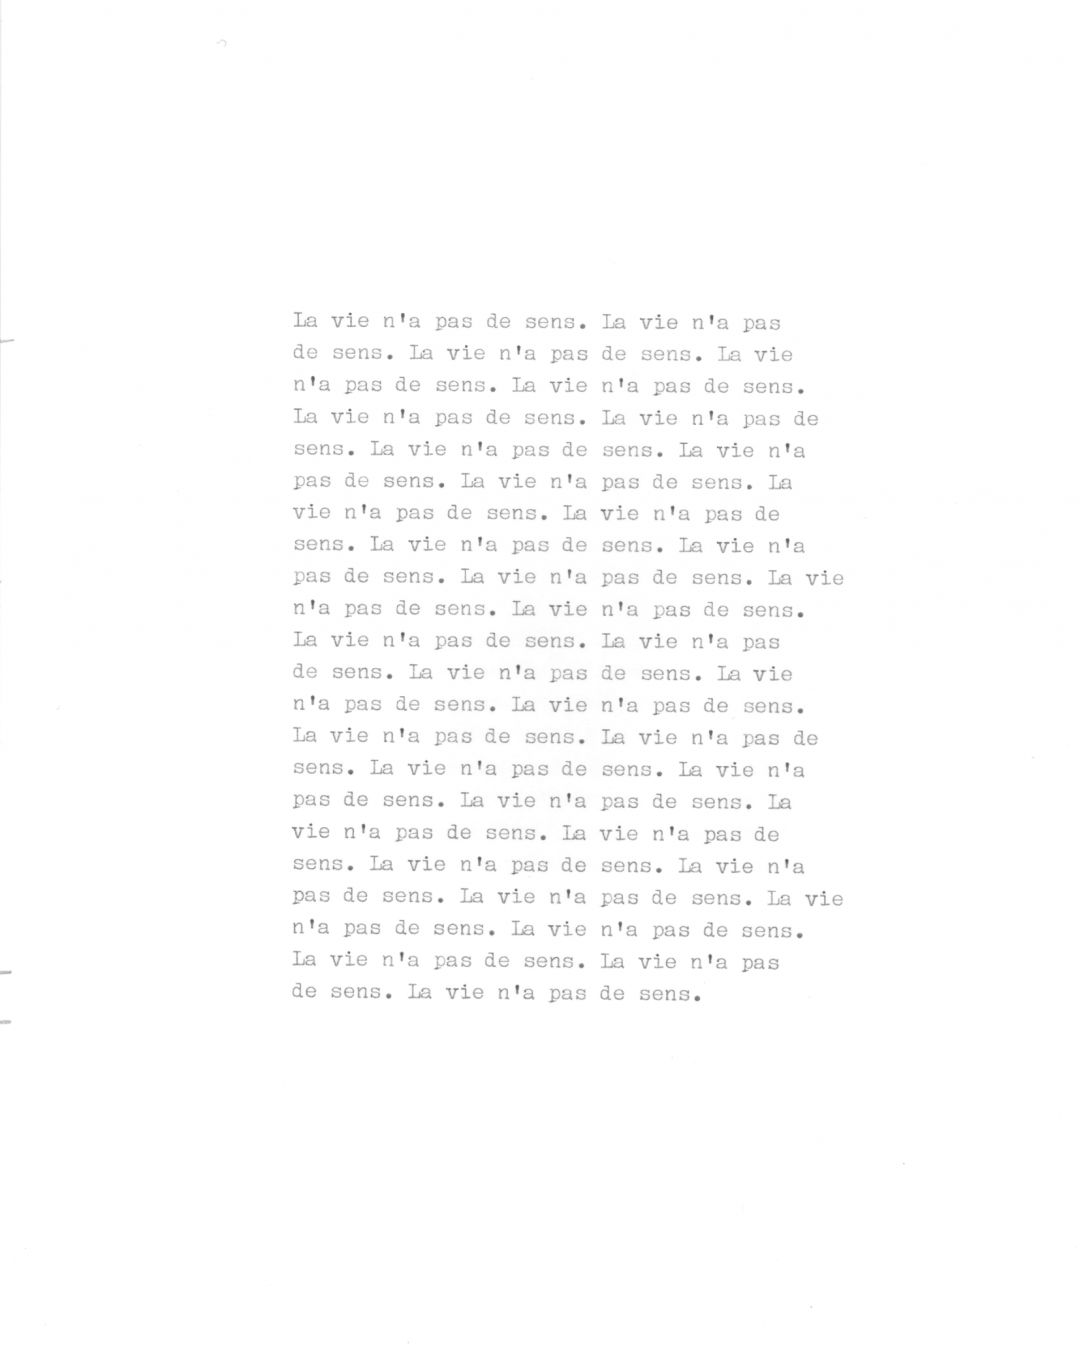 La vie n'a pas de sens. La vie n'a pas
de sens. La vie n'a pas de sens. La vie
n'a pas de sens. La vie n'a pas de sens.
La vie n'a pas de sens. La vie n'a pas de
sens. La vie n'a pas de sens. La vie n'a
pas de sens. La vie n'a pas de sens. La
vie n'a pas de sens. La vie n'a pas de
sens. La vie n'a pas de sens. La vie n'a
pas de sens. La vie n'a pas de sens. La vie
n'a pas de sens. La vie n'a pas de sens.
La vie n'a pas de sens. La vie n'a pas
de sens. La vie n'a pas de sens. La vie
n'a pas de sens. La vie n'a pas de sens.
La vie n'a pas de sens. La vie n'a pas de
sens. La vie n'a pas de sens. La vie n'a
pas de sens. La vie n'a pas de sens. La
vie n'a pas de sens. La vie n'a pas de
sens. La vie n'a pas de sens. La vie n'a
pas de sens. La vie n'a pas de sens. La vie
n'a pas de sens. La vie n'a pas de sens.
La vie n'a pas de sens. La vie n'a pas
de sens. La vie n'a pas de sens.